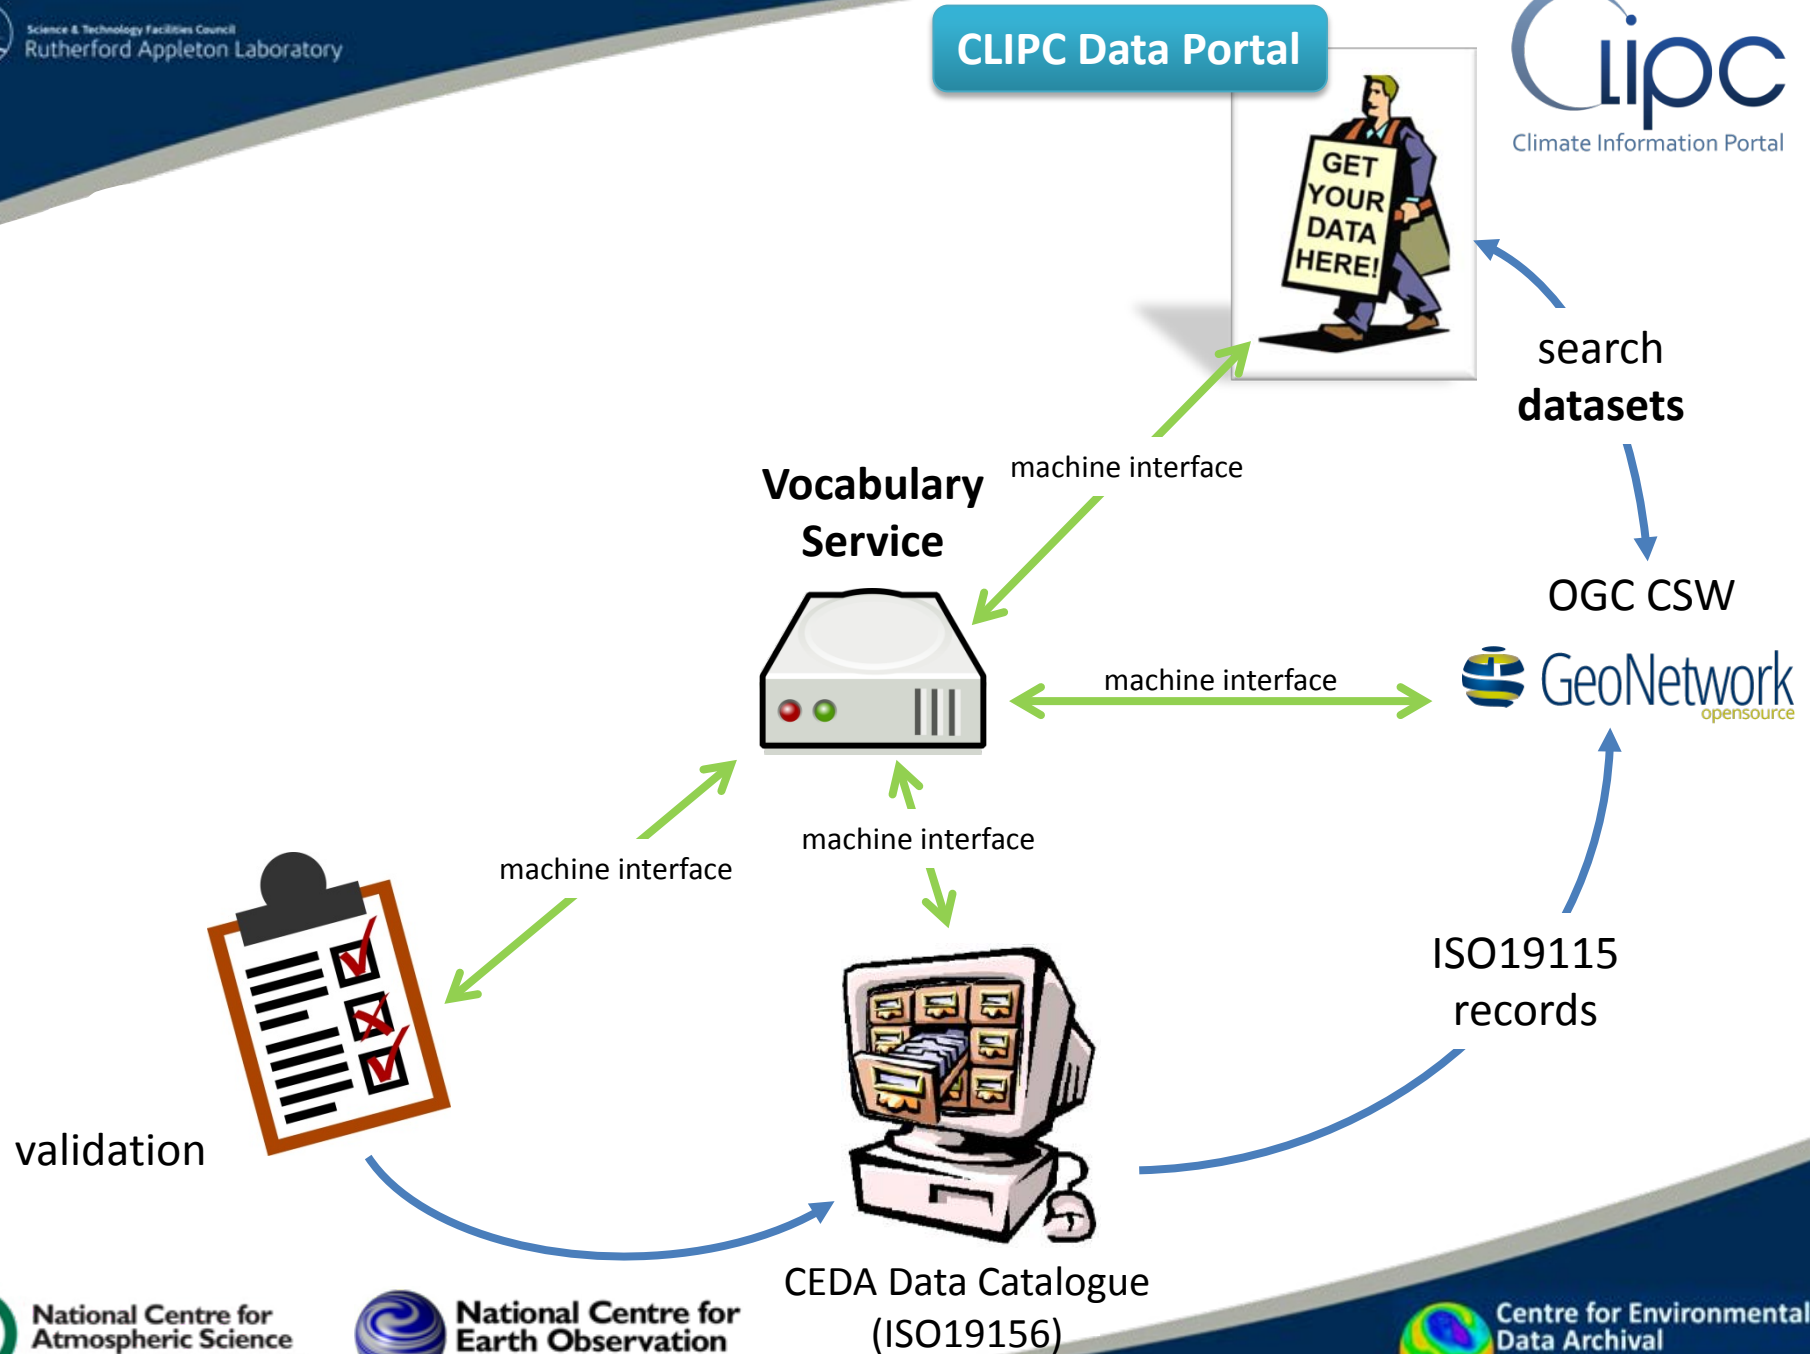 Science & Technology Facilities Council
Rutherford Appleton Laboratory
CLIPC Data Portal
Clipc
Climate Information Portal
GET
YOUR
DATA
HERE!
search
datasets
machine interface
Vocabulary
Service
OGC CSW
machine interface
GeoNetwork
opensource
machine interface
machine interface
ISO19115
records
validation
CEDA Data Catalogue
(ISO19156)
National Centre for
Atmospheric Science
National Centre for
Earth Observation
Centre for Environmental
Data Archival